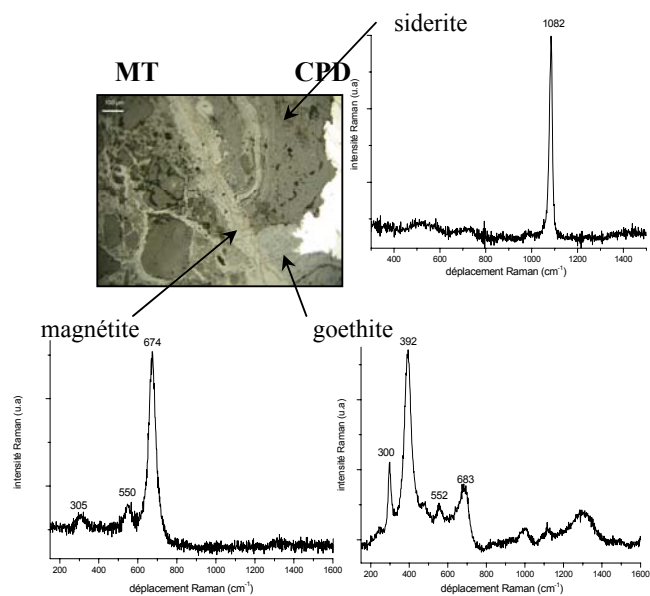 siderite
MT CPD
100 µm
1082
intensité Raman (u.a)
400 600 800 1000 1200 1400
déplacement Raman (cm-1)
magnétite goethite
674
305
550
intensité Raman (u.a)
200 400 600 800 1000 1200 1400 1600
déplacement Raman (cm-1)
392
300
552
683
intensité Raman (u.a)
200 400 600 800 1000 1200 1400 1600
déplacement Raman (cm-1)